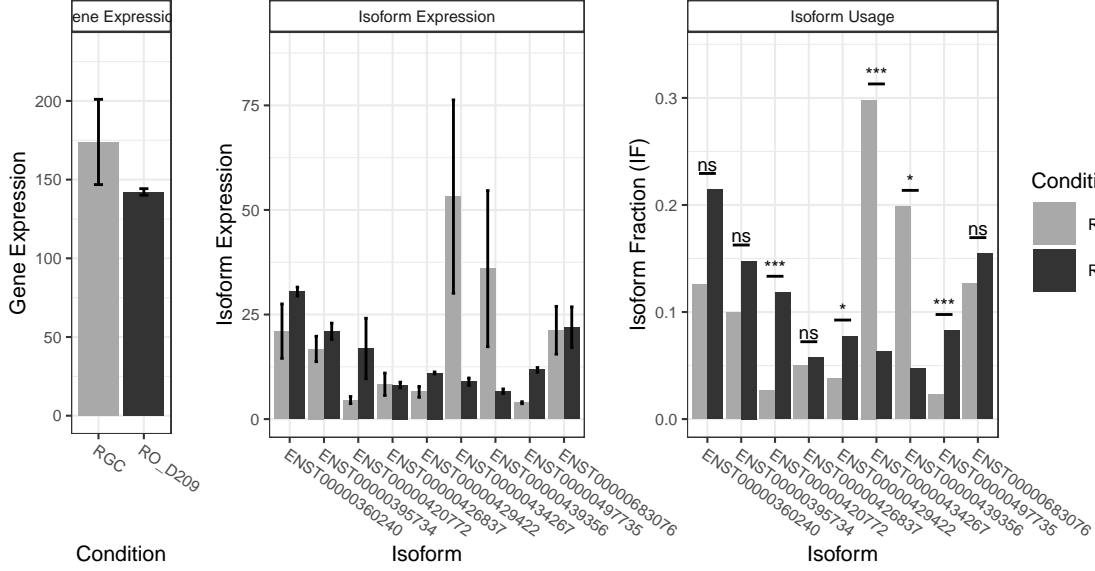 ene Expressio
Isoform Expression
Isoform Usage
Gene Expression
200
150
100
50
0
RGC
RO_D209
Condition
Isoform Expression
75
50
25
0
ENST00000360240
ENST00000395734
ENST00000420772
ENST00000426837
ENST00000429422
ENST00000434267
ENST00000439356
ENST00000497735
ENST00000683076
Isoform
Isoform Fraction (IF)
0.3
0.2
0.1
0.0
ns
ns
***
ns
*
***
*
***
ns
ENST00000360240
ENST00000395734
ENST00000420772
ENST00000426837
ENST00000429422
ENST00000434267
ENST00000439356
ENST00000497735
ENST00000683076
Isoform
Conditi
R
R